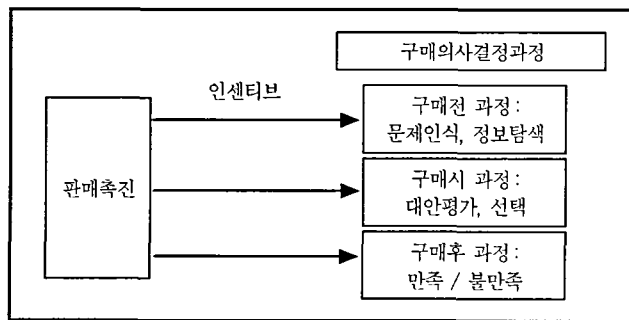 구매의사결정과정
인센티브
구매전 과정:
문제인식, 정보탐색
판매촉진
구매시 과정:
대안평가, 선택
구매후 과정:
만족 / 불만족